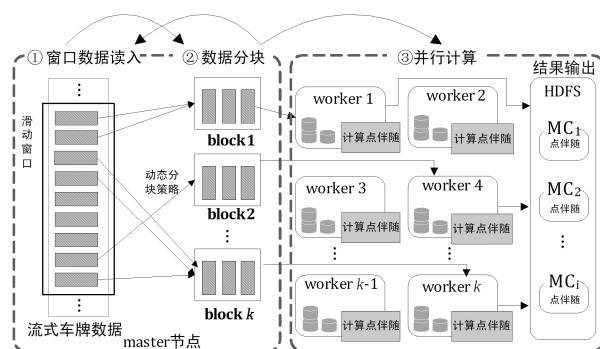 ① 窗口数据读入
② 数据分块
③并行计算
结果输出
HDFS
滑动窗口
...
block1
动态分
块策略
block2
...
block k
...
流式车牌数据
master节点
worker 1
计算点伴随
worker 2
计算点伴随
worker 3
计算点伴随
worker 4
计算点伴随
...
...
worker k-1
计算点伴随
worker k
计算点伴随
MC1
点伴随
MC2
点伴随
...
MCi
点伴随